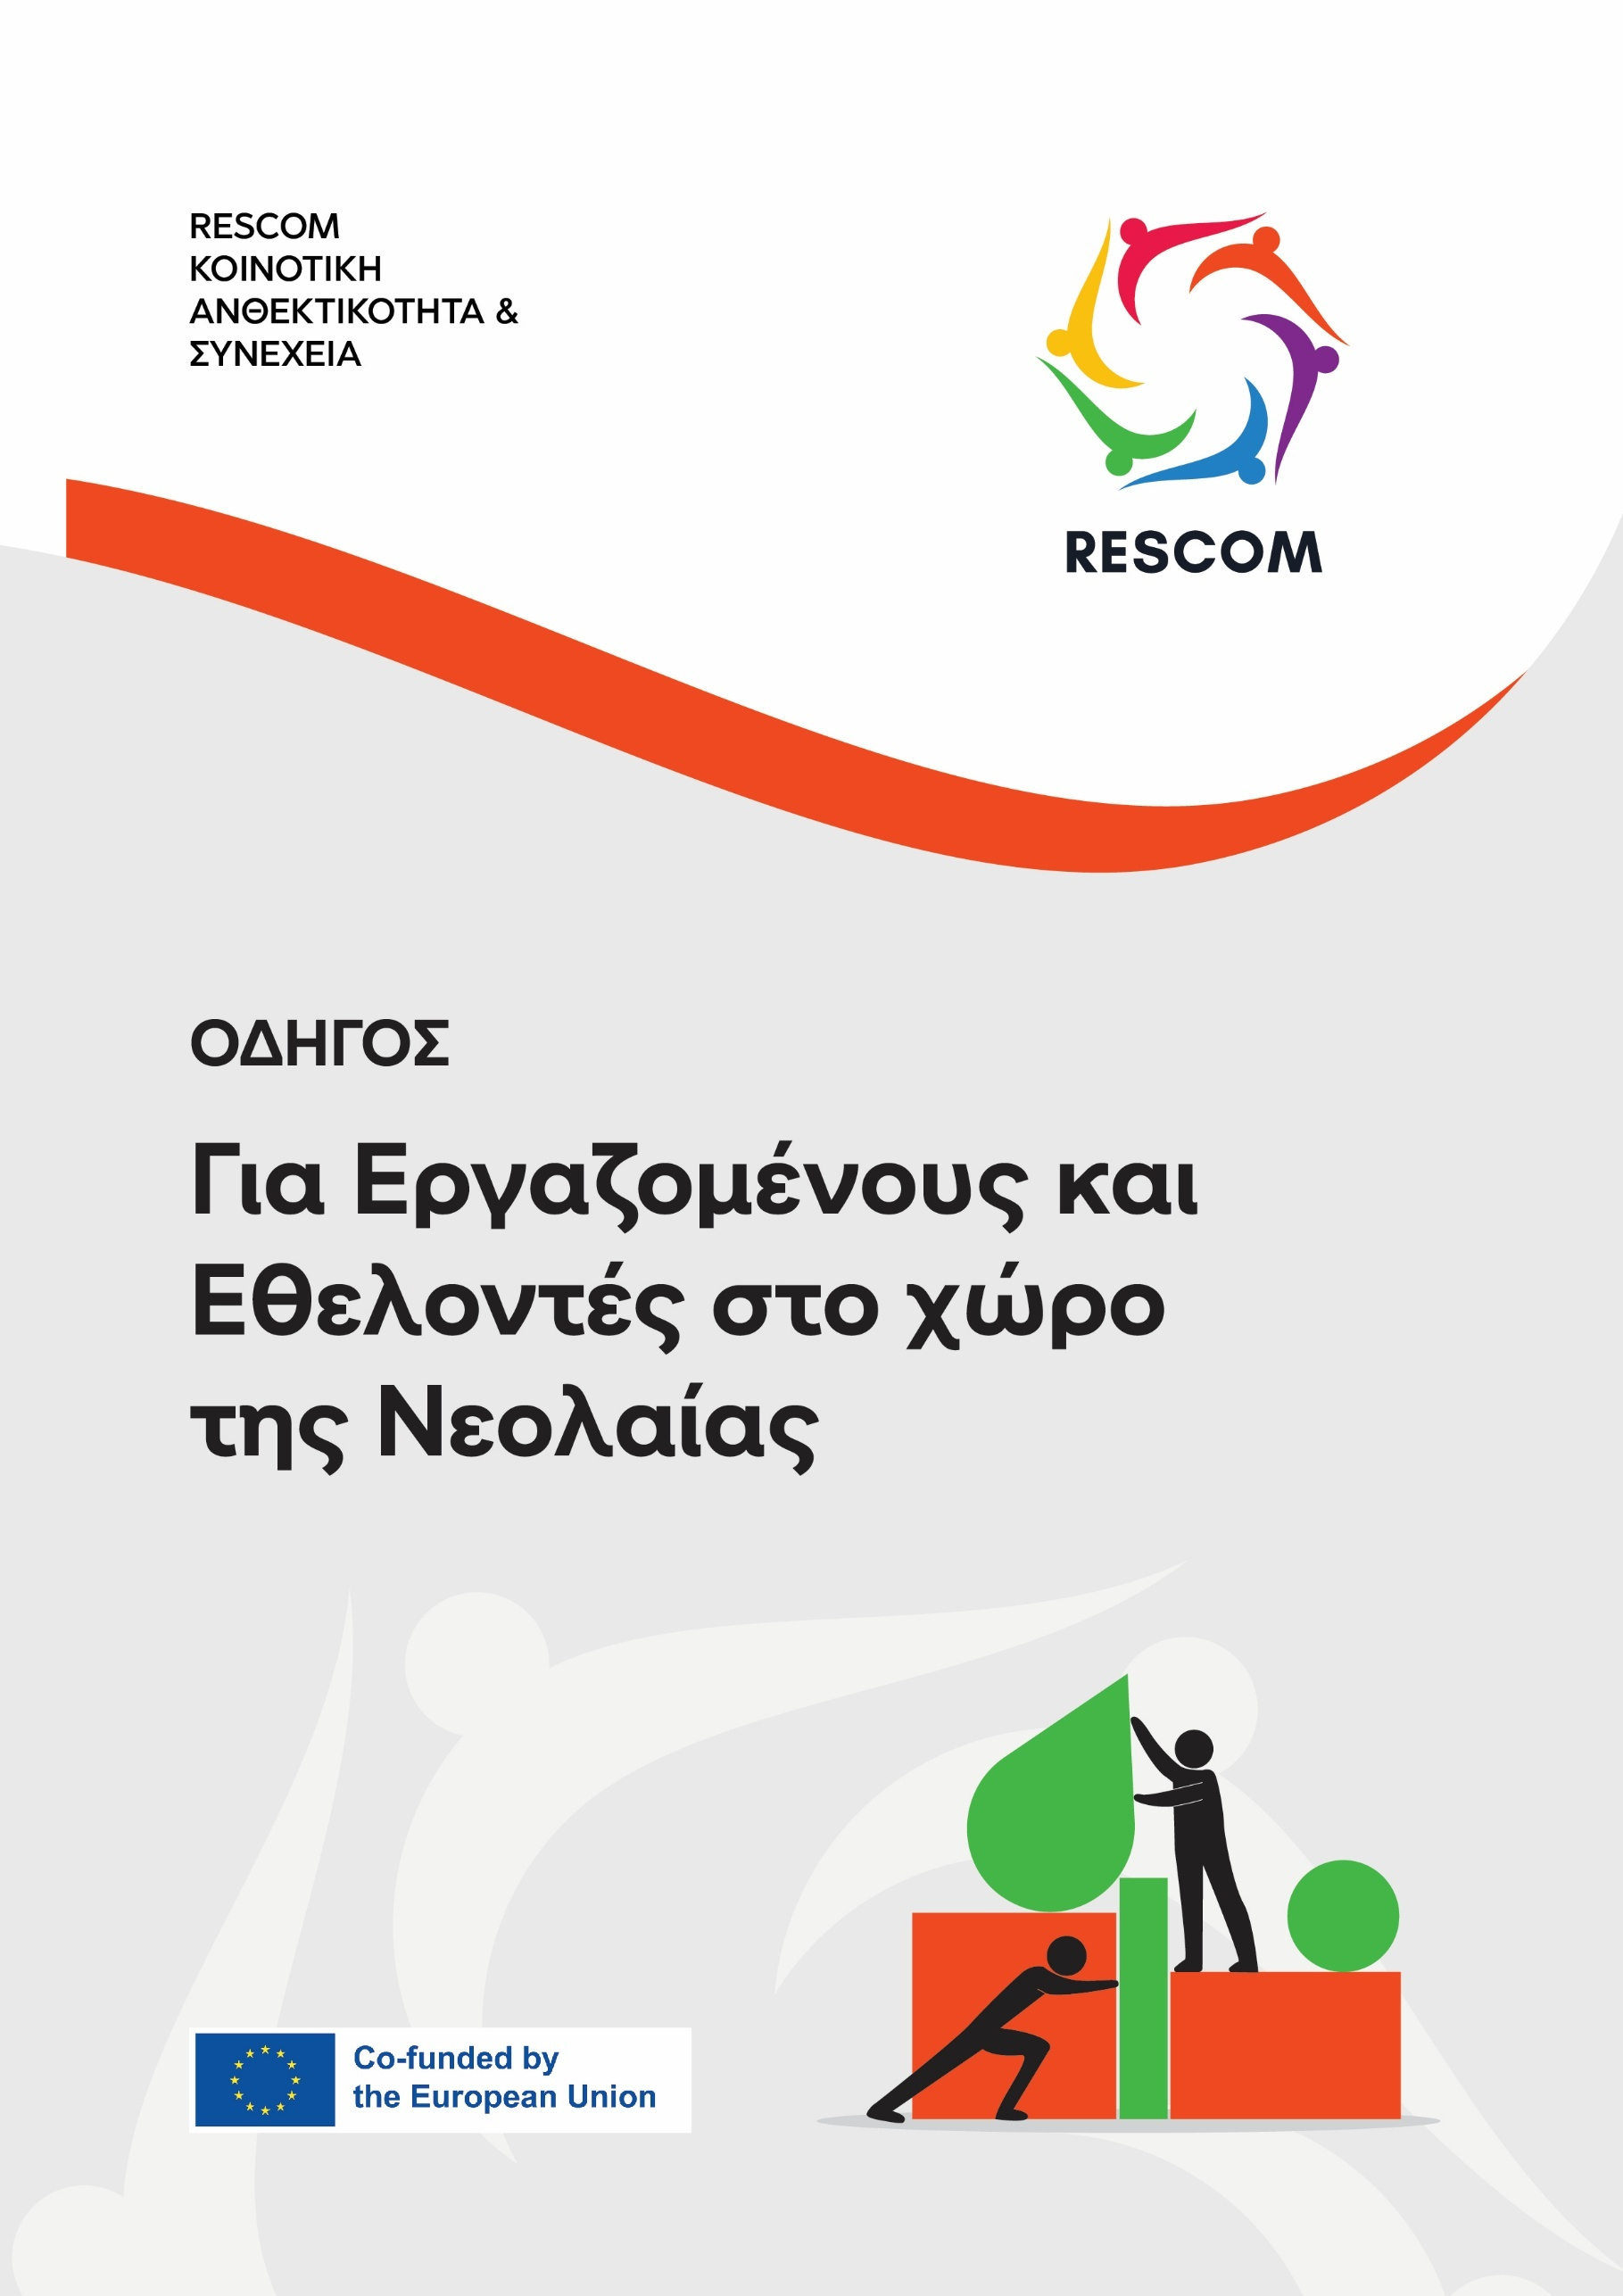 RESCOM
ΚΟΙΝΟΤΙΚΗ
ΑΝΘΕΚΤΙΚΟΤΗΤΑ &
ΣΥΝΕΧΕΙΑ
RESCOM
ΟΔΗΓΟΣ
Για Εργαζομένους και
Εθελοντές στο χώρο
της Νεολαίας
Co-funded by
the European Union